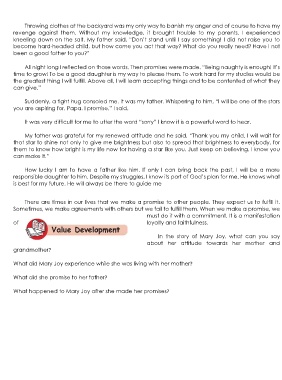 Throwing clothes at the backyard was my only way to banish my anger and of course to have my
revenge against them. Without my knowledge, it brought trouble to my parents. I experienced
kneeling down on the salt. My father said, "Don't stand until I say something! I did not raise you to
become hard-headed child, but how come you act that way? What do you really need? Have I not
been a good father to you?"
All night long I reflected on those words. Then promises were made. "Being naughty is enough! It's
time to grow! To be a good daughter is my way to please them. To work hard for my studies would be
the greatest thing I will fulfill. Above all, I will learn accepting things and to be contented of what they
can give."
Suddenly, a tight hug consoled me. It was my father. Whispering to him, "I will be one of the stars
you are aspiring for, Papa. I promise." I said.
It was very difficult for me to utter the word "sorry" I know it is a powerful word to hear.
My father was grateful for my renewed attitude and he said, "Thank you my child, I will wait for
that star to shine not only to give me brightness but also to spread that brightness to everybody, for
them to know how bright is my life now for having a star like you. Just keep on believing. I know you
can make it."
How lucky I am to have a father like him. If only I can bring back the past, I will be a more
responsible daughter to him. Despite my struggles, I know is part of God's plan for me. He knows what
is best for my future. He will always be there to guide me
There are times in our lives that we make a promise to other people. They expect us to fulfill it.
Sometimes, we make agreements with others but we fail to fulfill them. When we make a promise, we
must do it with a commitment. It is a manifestation
of loyalty and faithfulness.
Value Development
In the story of Mary Joy, what can you say
about her attitude towards her mother and
grandmother?
What did Mary Joy experience while she was living with her mother?
What did she promise to her father?
What happened to Mary Joy after she made her promises?